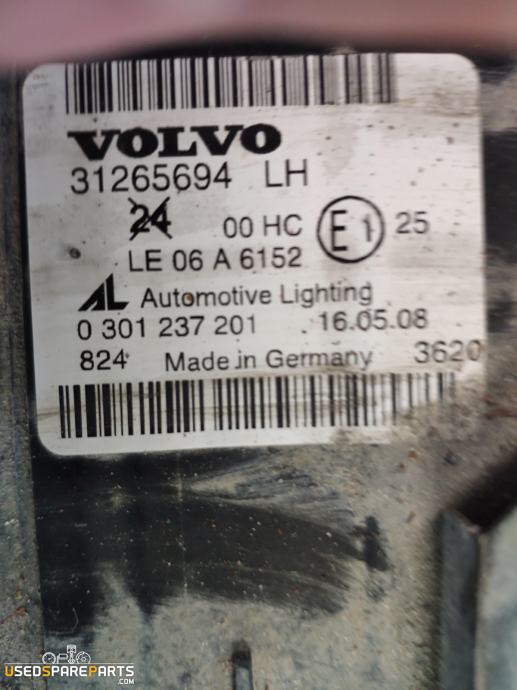 VOLVO
31265694 LH
24 00 HC E1 25
LE 06 A 6152
AL Automotive Lighting
0 301 237 201 16.05.08
824 Made in Germany 3620
USEDSPAREPARTS
.COM